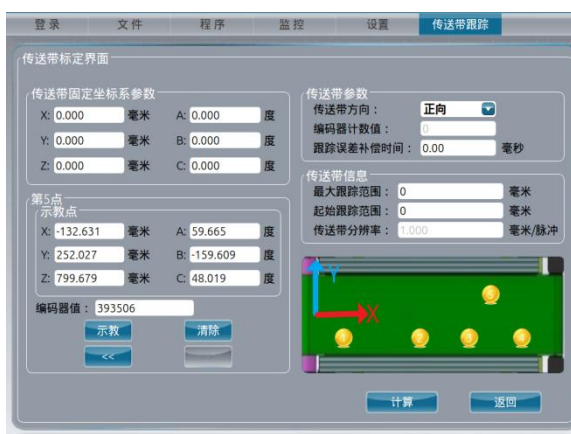 登录 文件 程序 监控 设置 传送带跟踪
传送带标定界面
传送带固定坐标系参数
X: 0.000 毫米 A: 0.000 度
Y: 0.000 毫米 B: 0.000 度
Z: 0.000 毫米 C: 0.000 度
第5点
示教点
X: -132.631 毫米 A: 59.665 度
Y: 252.027 毫米 B: -159.609 度
Z: 799.679 毫米 C: 48.019 度
编码器值： 393506
示教 清除
<<
传送带参数
传送带方向： 正向
编码器计数值： 0
跟踪误差补偿时间： 0.00 毫秒
传送带信息
最大跟踪范围： 0 毫米
起始跟踪范围： 0 毫米
传送带分辨率： 1.000 毫米/脉冲
Y
X
5
1 2 3 4
计算 返回